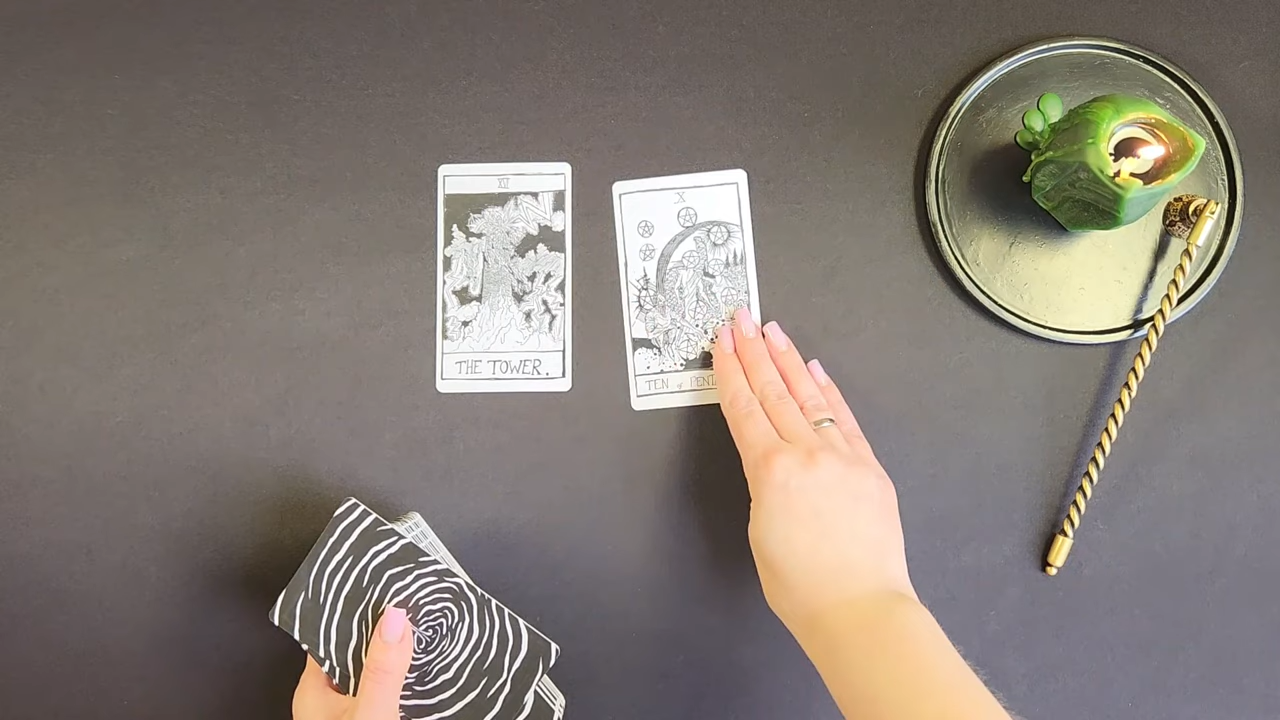 XVI
THE TOWER.
X
TEN of PENT